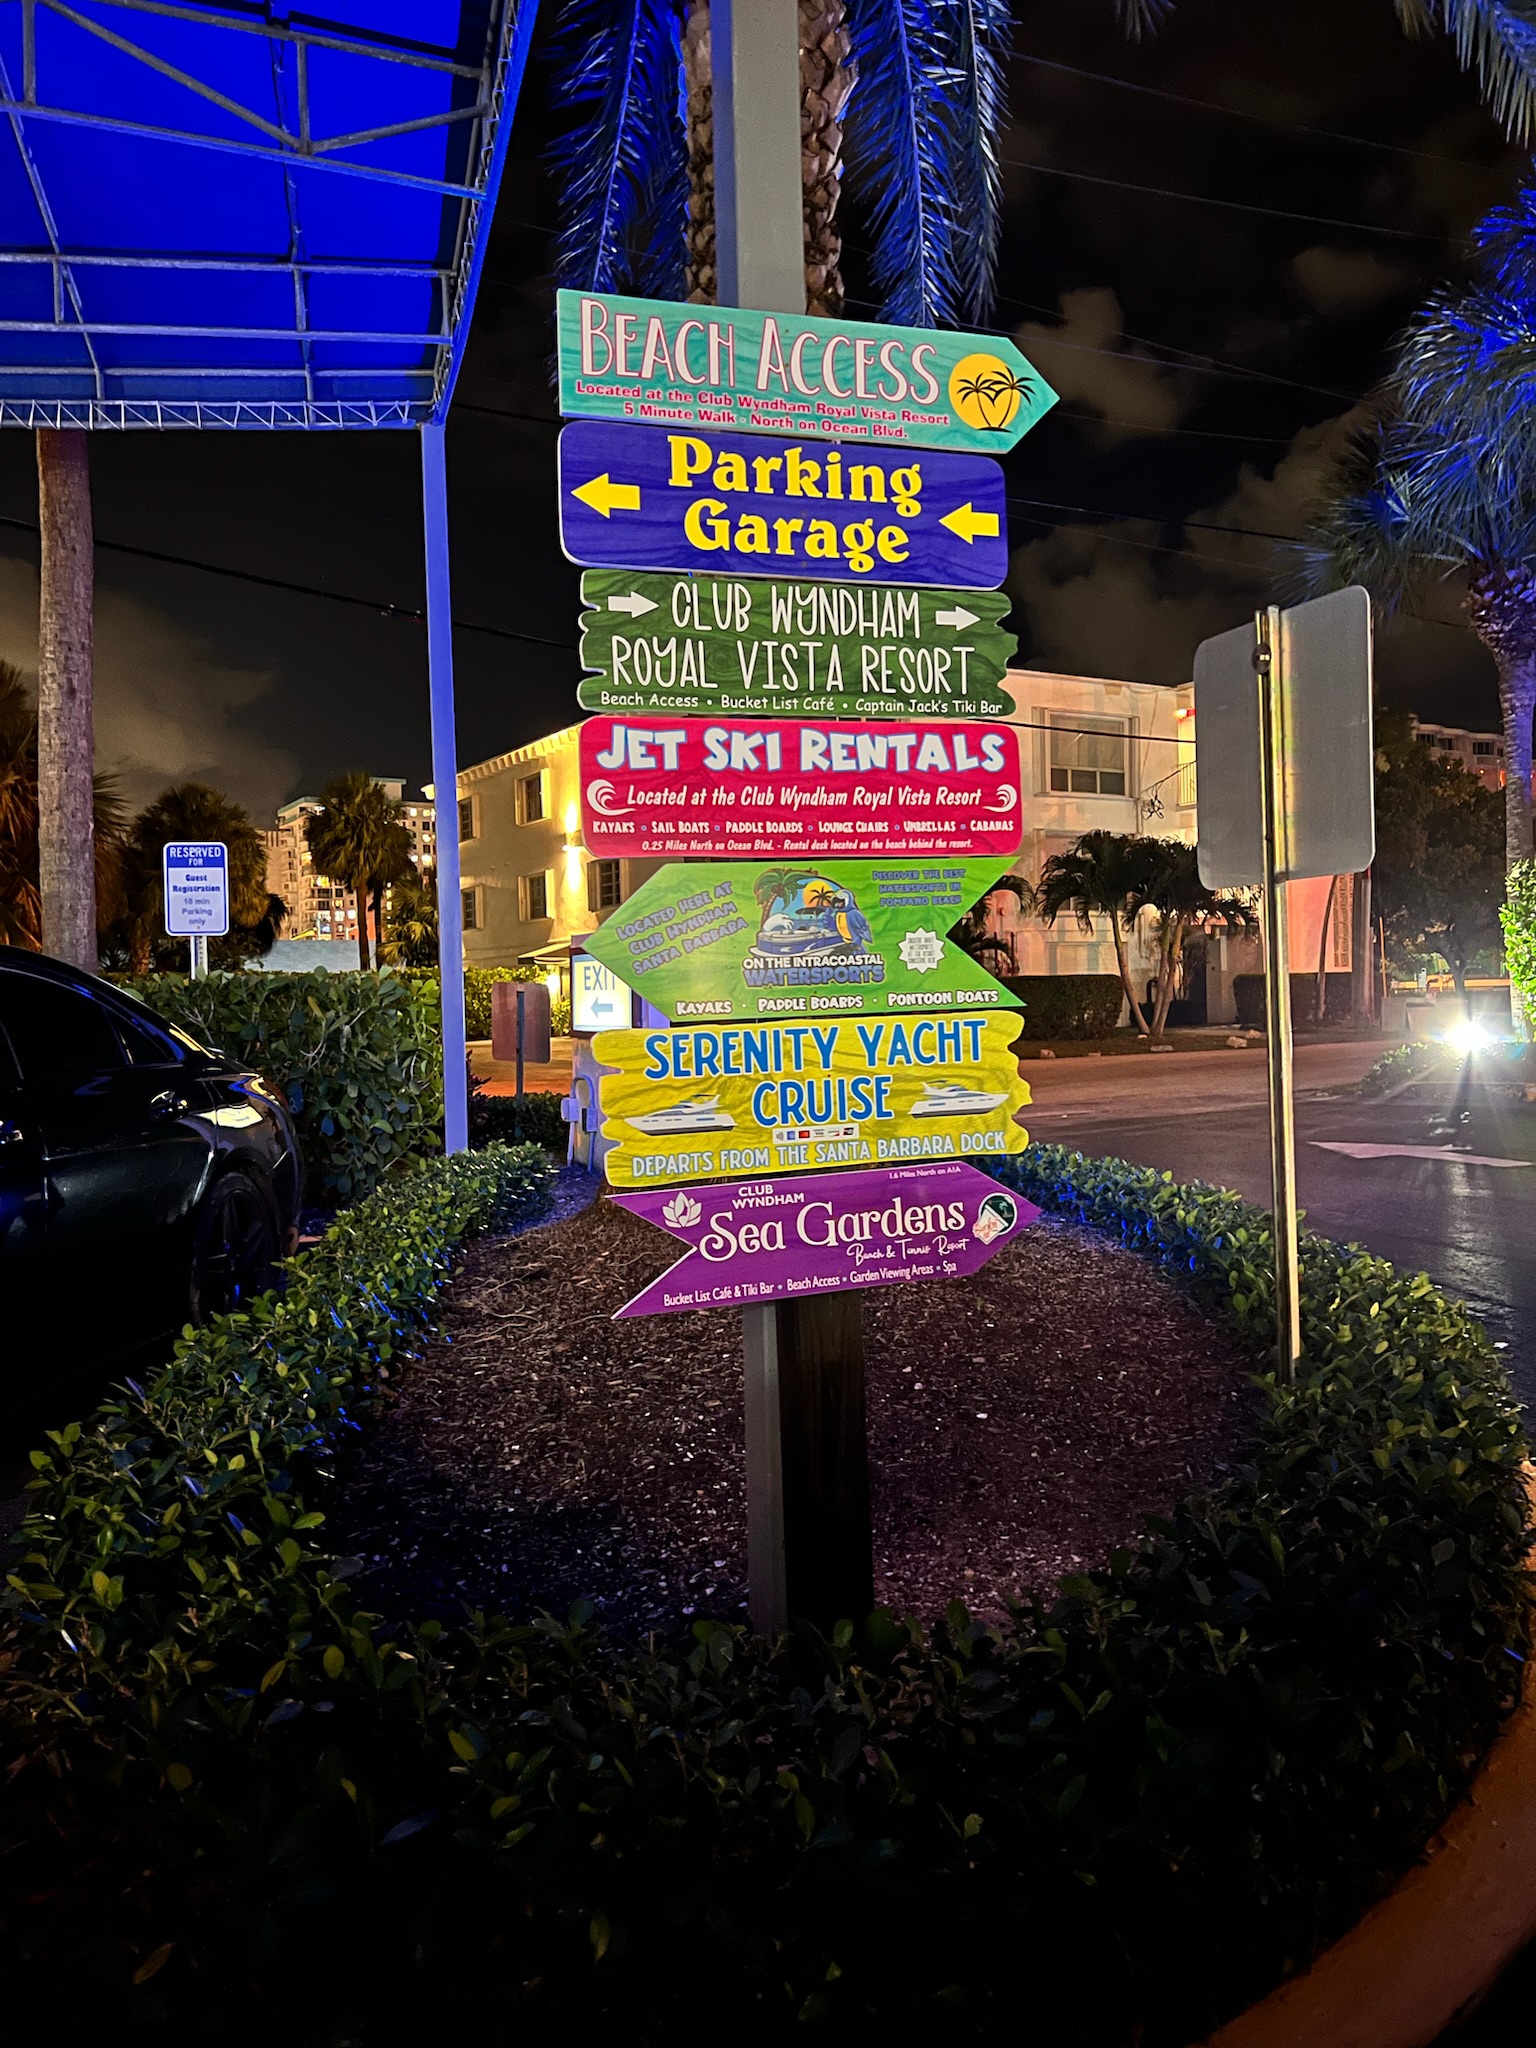 BEACH ACCESS
Located at the Club Wyndham Royal Vista Resort
5 Minute Walk - North on Ocean Blvd.
Parking
Garage
CLUB WYNDHAM
ROYAL VISTA RESORT
Beach Access • Bucket List Café • Captain Jack's Tiki Bar
JET SKI RENTALS
Located at the Club Wyndham Royal Vista Resort
KAYAKS • SAIL BOATS • PADDLE BOARDS • LOUNGE CHAIRS • UMBRELLAS • CABANAS
0.25 Miles North on Ocean Blvd. - Rental desk located on the beach behind the resort.
LOCATED HERE AT
CLUB WYNDHAM
SANTA BARBARA
DISCOVER THE BEST
WATERSPORTS IN
POMPANO BEACH
ON THE INTRACOASTAL
WATERSPORTS
KAYAKS • PADDLE BOARDS • PONTOON BOATS
SERENITY YACHT
CRUISE
DEPARTS FROM THE SANTA BARBARA DOCK
1.6 Miles North on A1A
CLUB
WYNDHAM
Sea Gardens
Beach & Tennis Resort
Bucket List Café & Tiki Bar • Beach Access • Garden Viewing Areas • Spa
RESERVED
FOR
Guest
Registration
10 min
Parking
only
EXIT